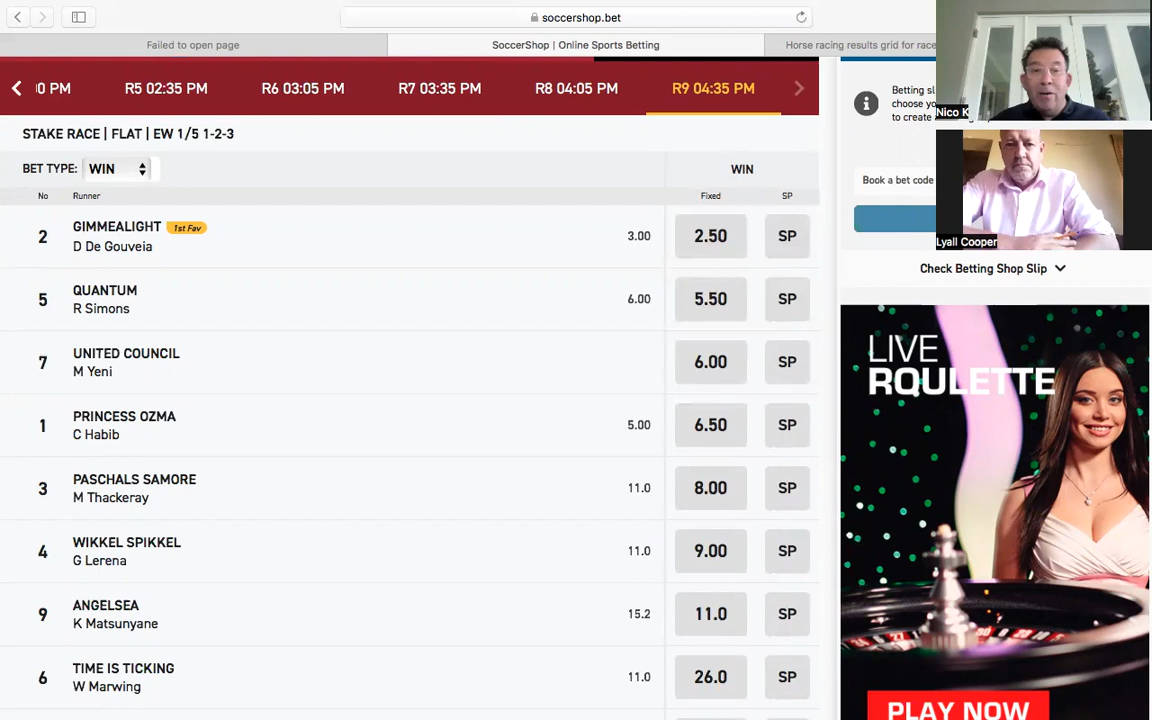 soccershop.bet
Failed to open page
SoccerShop | Online Sports Betting
Horse racing results grid for race
PM
R5 02:35 PM
R6 03:05 PM
R7 03:35 PM
R8 04:05 PM
R9 04:35 PM
STAKE RACE | FLAT | EW 1/5 1-2-3
BET TYPE: WIN
WIN
No Runner Fixed SP
2 GIMMEALIGHT 1st Fav 3.00 2.50 SP
D De Gouveia
5 QUANTUM 6.00 5.50 SP
R Simons
7 UNITED COUNCIL 6.00 SP
M Yeni
1 PRINCESS OZMA 5.00 6.50 SP
C Habib
3 PASCHALS SAMORE 11.0 8.00 SP
M Thackeray
4 WIKKEL SPIKKEL 11.0 9.00 SP
G Lerena
9 ANGELSEA 15.2 11.0 SP
K Matsunyane
6 TIME IS TICKING 11.0 26.0 SP
W Marwing
Betting
choose
to create
Nico K
Book a bet code
Lyall Cooper
Check Betting Shop Slip
LIVE
ROULETTE
PLAY NOW